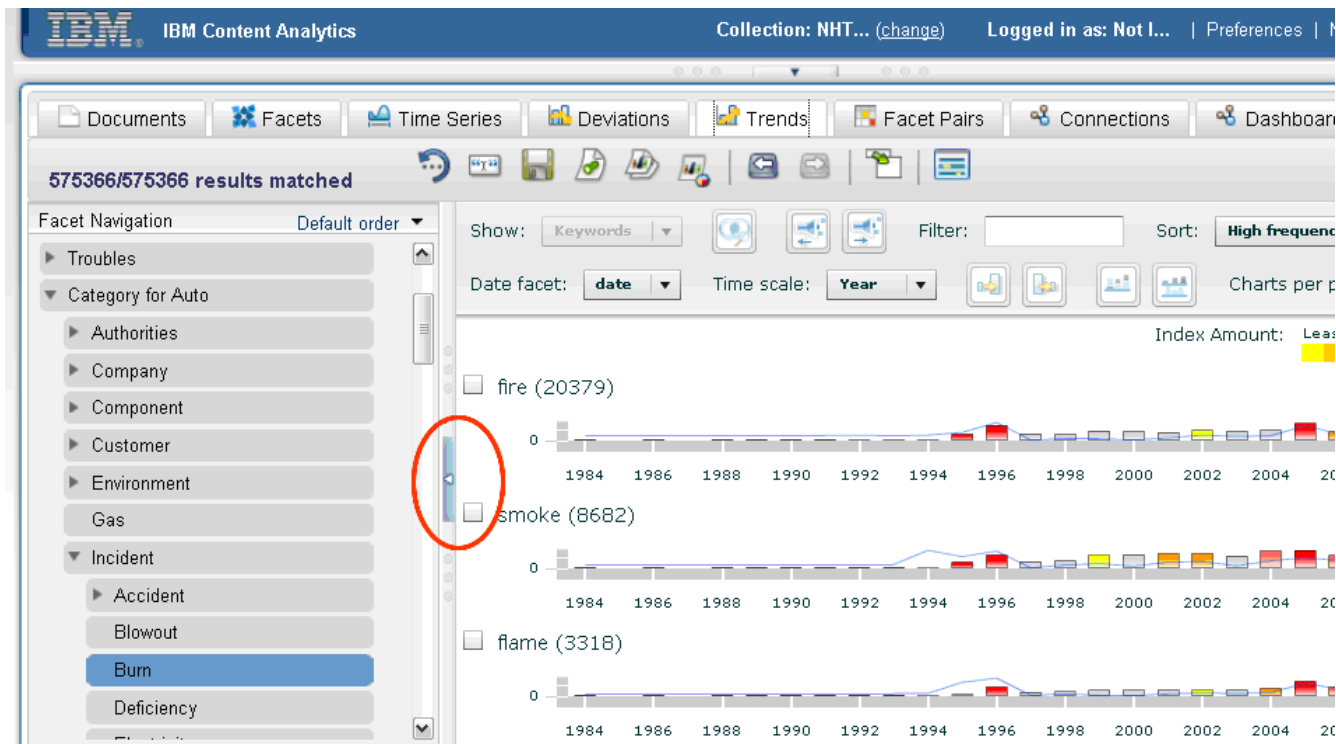 IBM® IBM Content Analytics Collection: NHT... (change) Logged in as: Not I... | Preferences |
Documents Facets Time Series Deviations Trends Facet Pairs Connections Dashboar
575366/575366 results matched
Facet Navigation Default order
Troubles
Category for Auto
Authorities
Company
Component
Customer
Environment
Gas
Incident
Accident
Blowout
Burn
Deficiency
Show: Keywords Filter: Sort: High frequenc
Date facet: date Time scale: Year Charts per p
Index Amount: Leas
fire (20379)
0
1984 1986 1988 1990 1992 1994 1996 1998 2000 2002 2004 20
smoke (8682)
0
1984 1986 1988 1990 1992 1994 1996 1998 2000 2002 2004 20
flame (3318)
0
1984 1986 1988 1990 1992 1994 1996 1998 2000 2002 2004 20